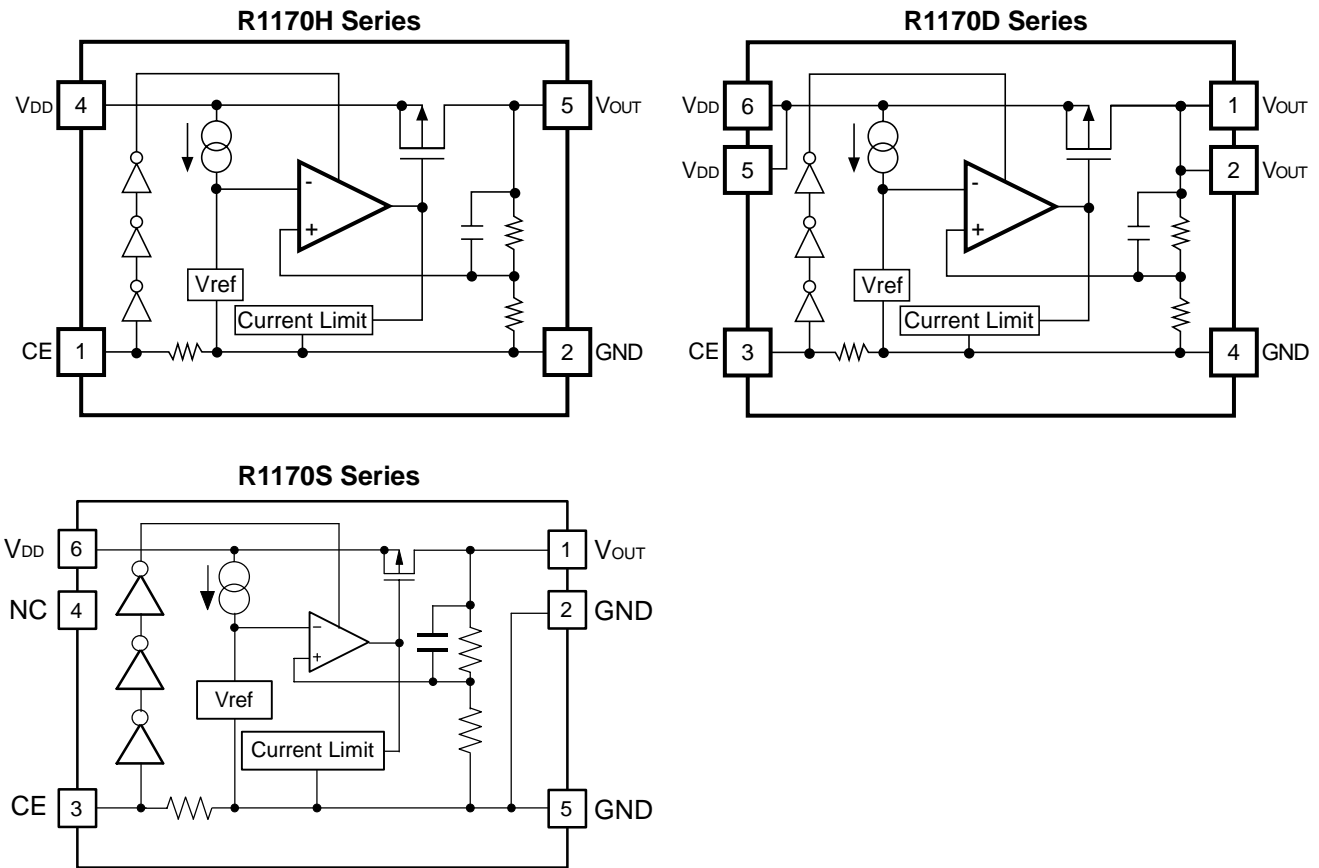 R1170H Series
VDD 4
5 VOUT
-
+
Vref
Current Limit
CE 1
2 GND
R1170D Series
VDD 6
1 VOUT
VDD 5
2 VOUT
-
+
Vref
Current Limit
CE 3
4 GND
R1170S Series
VDD 6
1 VOUT
NC 4
2 GND
−
+
Vref
Current Limit
CE 3
5 GND